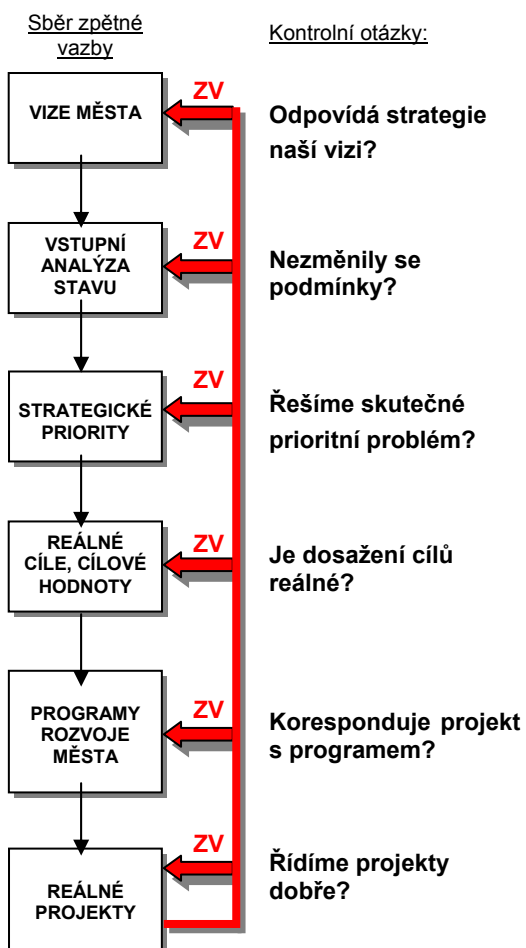 Sběr zpětné
vazby
Kontrolní otázky:
VIZE MĚSTA
ZV
Odpovídá strategie
naší vizi?
VSTUPNÍ
ANALÝZA
STAVU
ZV
Nezměnily se
podmínky?
STRATEGICKÉ
PRIORITY
ZV
Řešíme skutečné
prioritní problém?
REÁLNÉ
CÍLE, CÍLOVÉ
HODNOTY
ZV
Je dosažení cílů
reálné?
PROGRAMY
ROZVOJE
MĚSTA
ZV
Koresponduje projekt
s programem?
REÁLNÉ
PROJEKTY
ZV
Řídíme projekty
dobře?